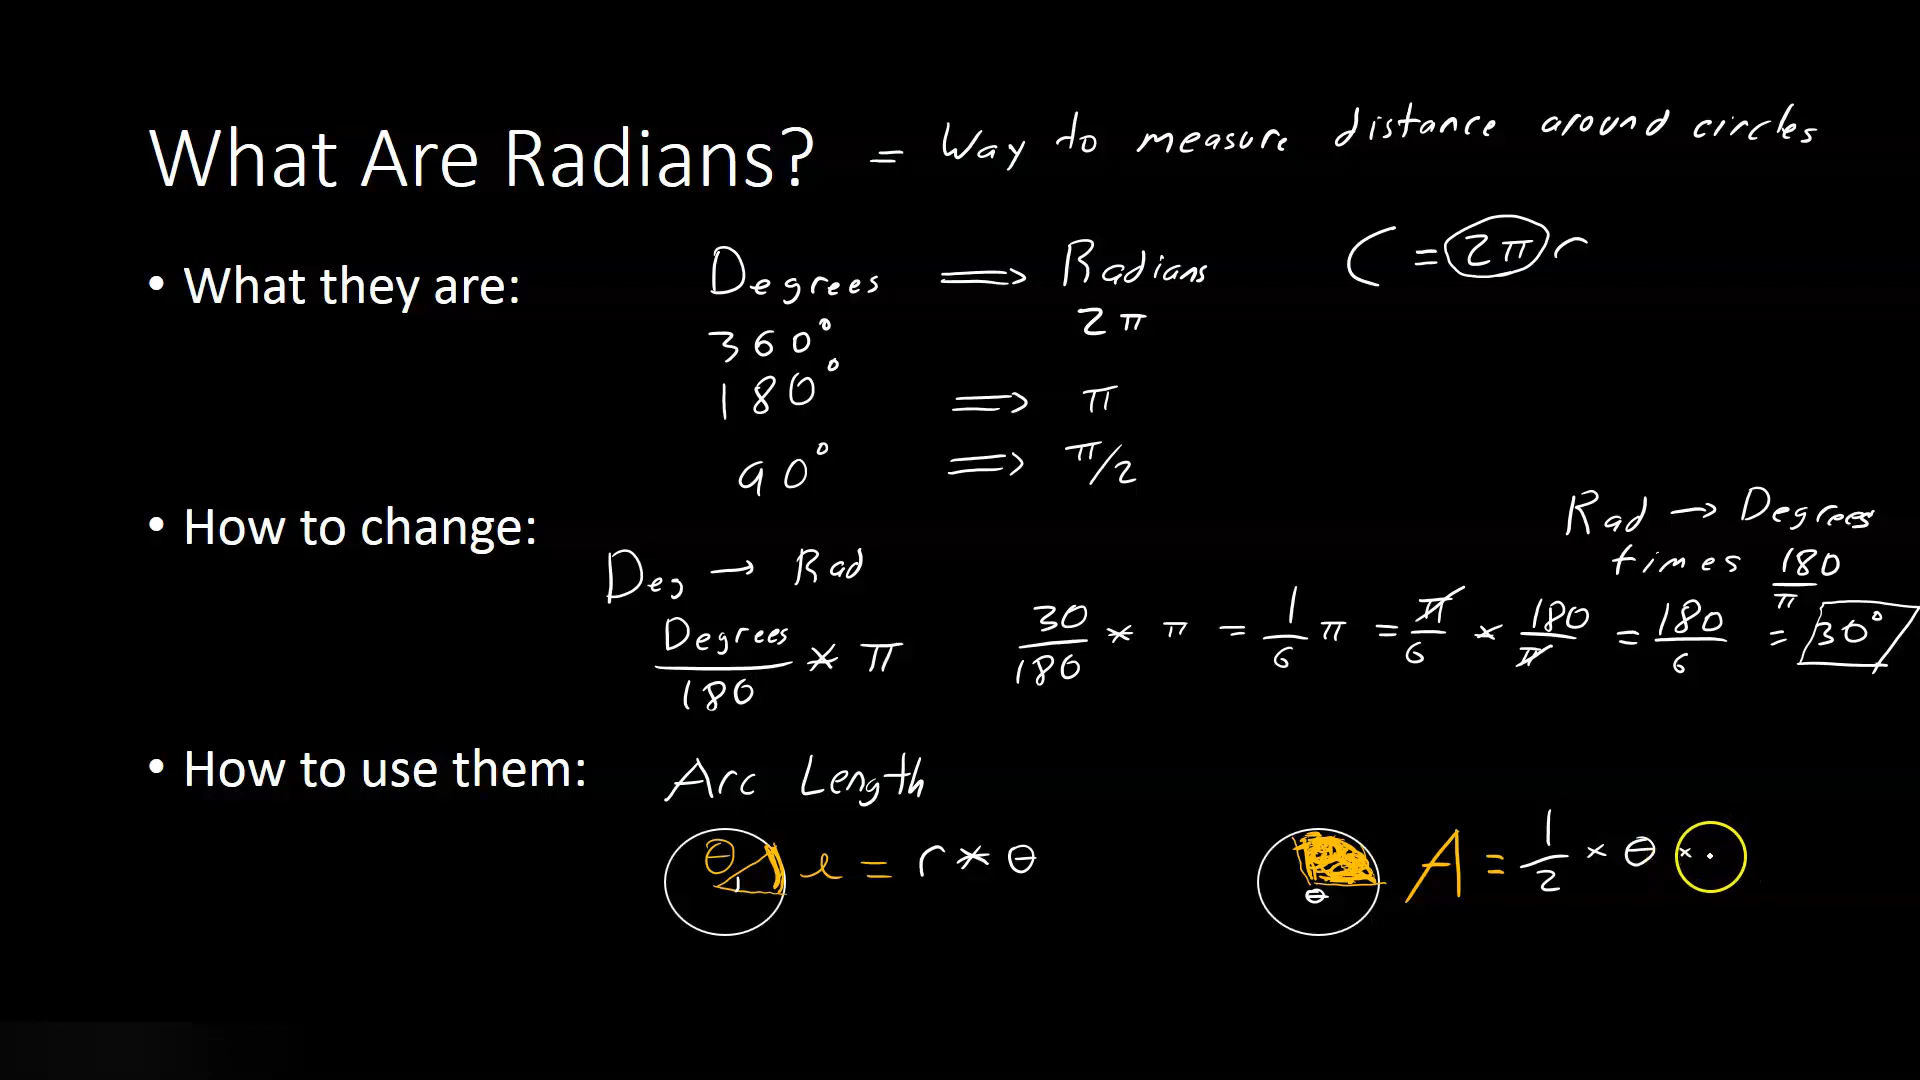 What Are Radians? = Way to measure distance around circles
• What they are: Degrees ⟹ Radians C = 2π r
360° 2π
180° ⟹ π
90° ⟹ π/2
• How to change:
Rad → Degrees
times 180/π
Deg → Rad
Degrees/180 * π
30/180 * π = 1/6 π = π/6 * 180/π = 180/6 = 30°
• How to use them: Arc Length
θ l = r * θ
θ A = 1/2 × θ ×